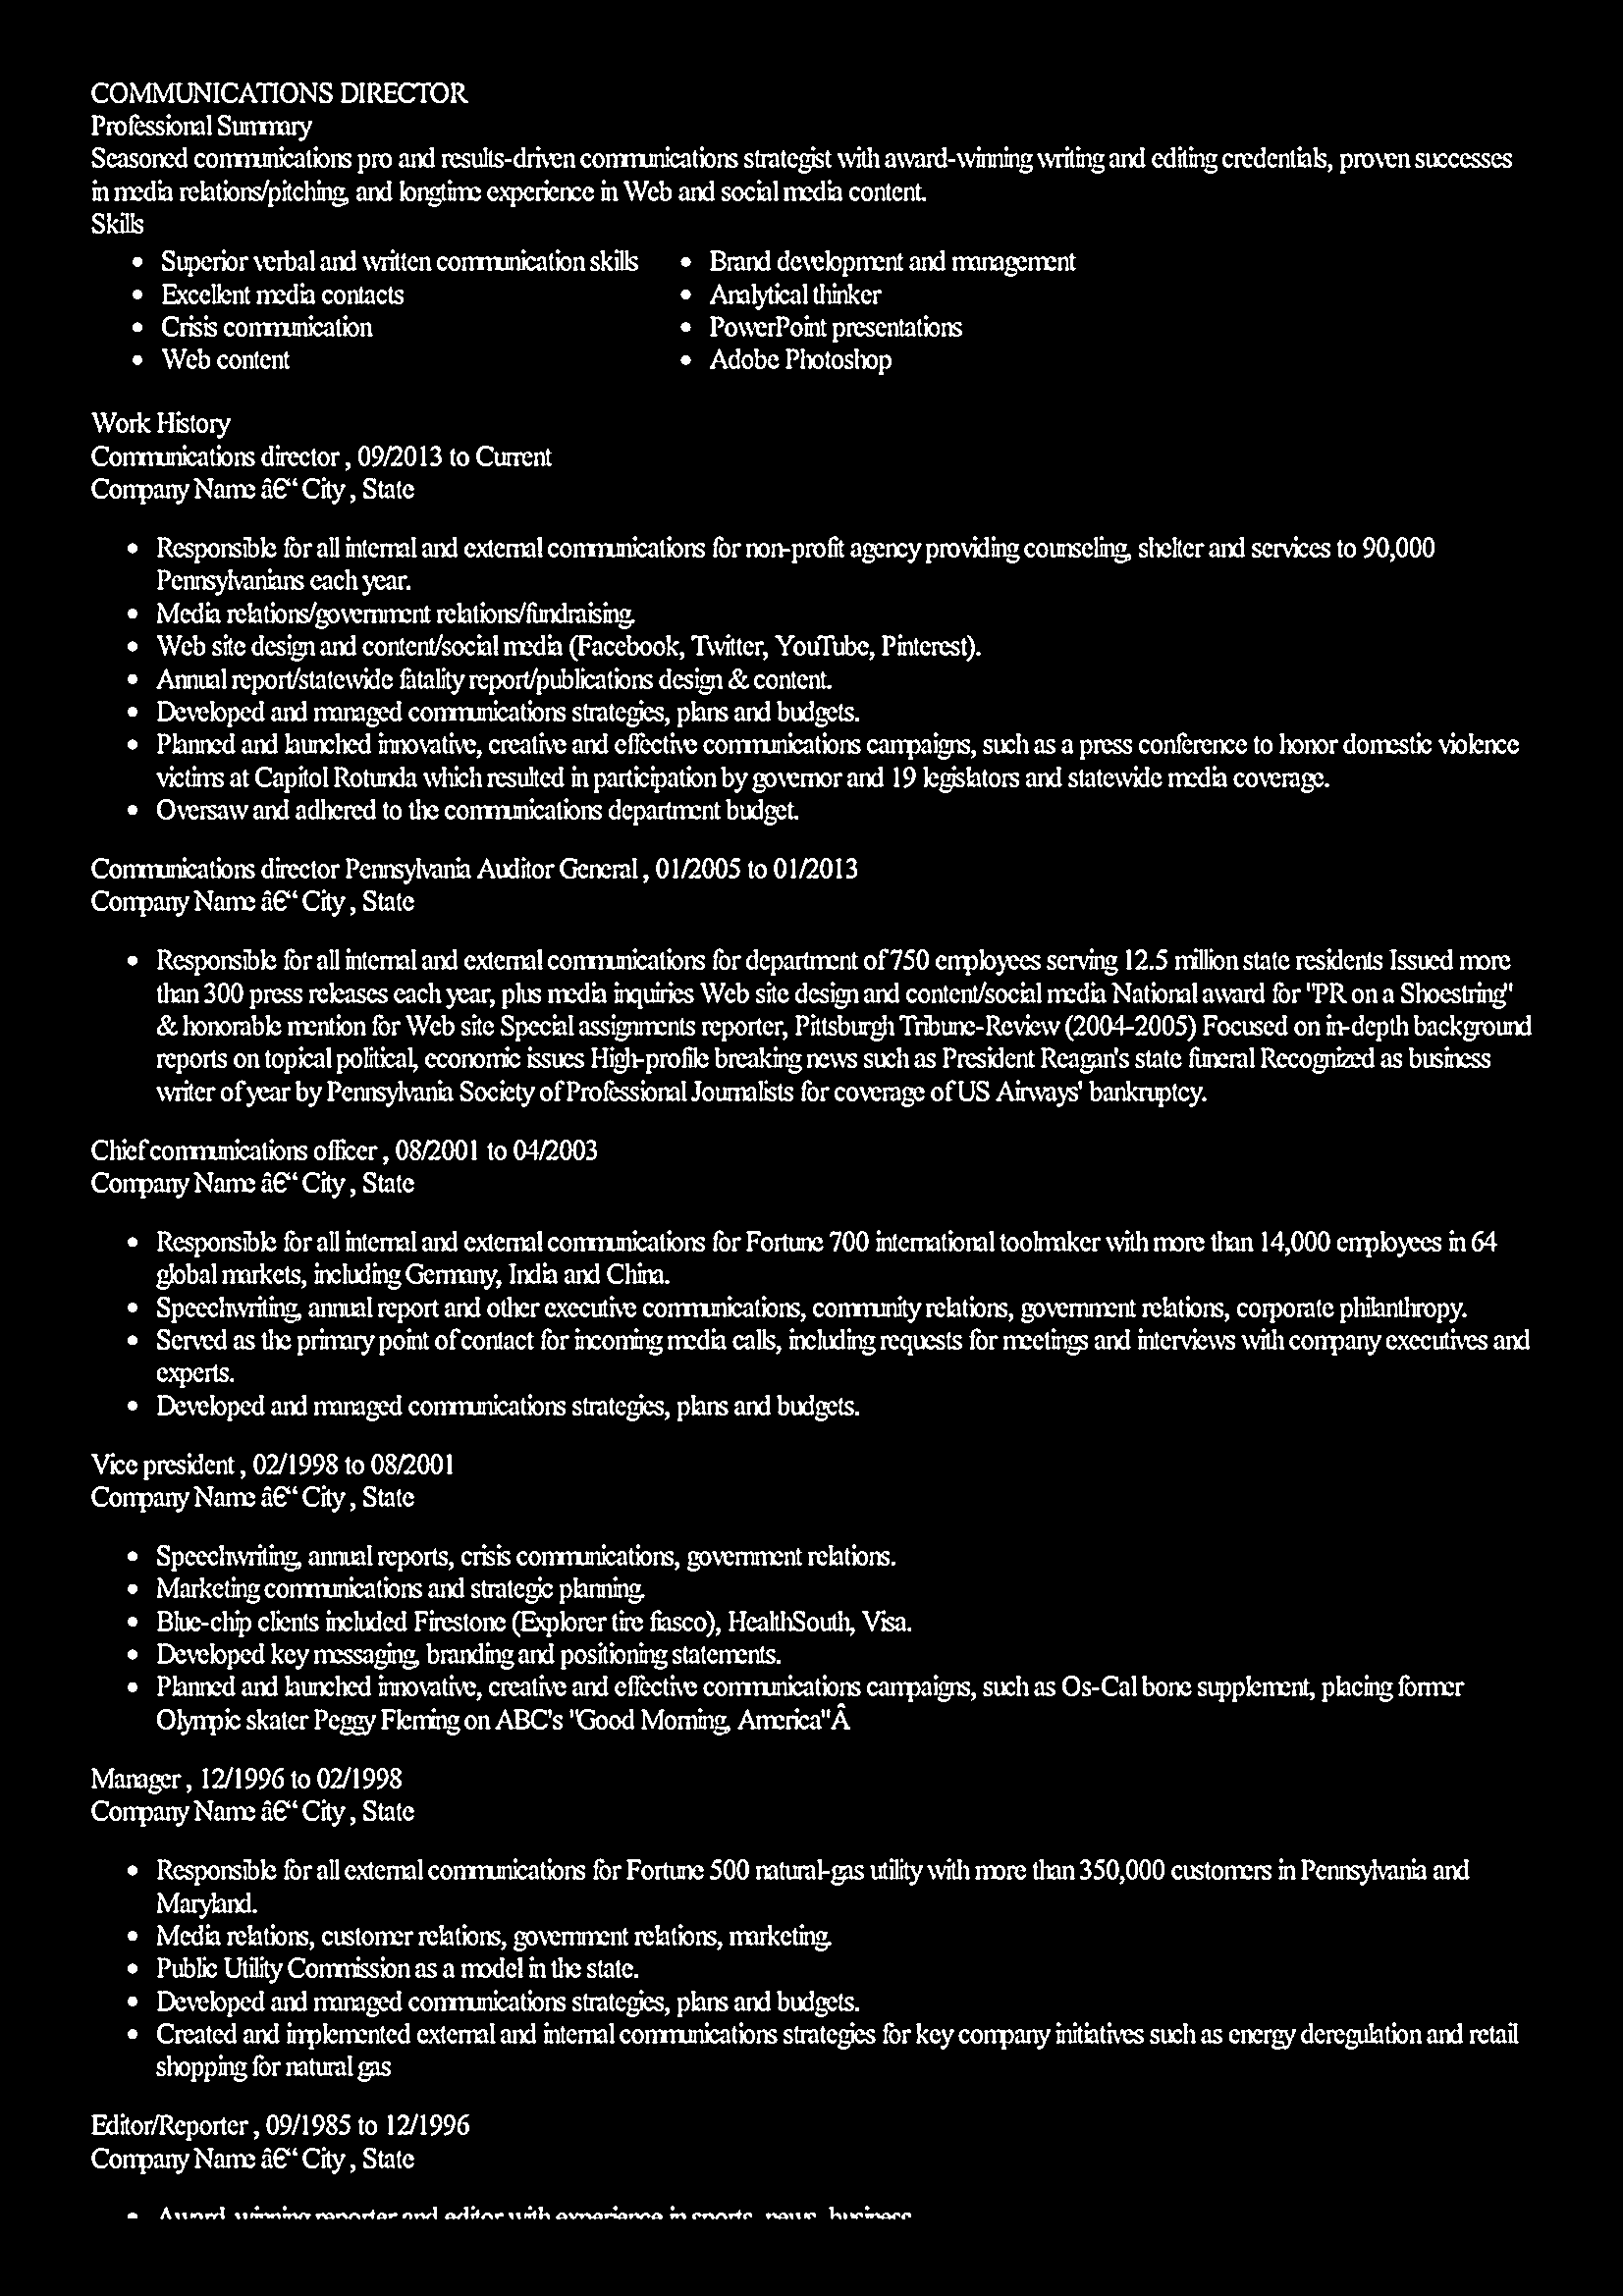 COMMUNICATIONS DIRECTOR
Professional Summary
Seasoned communications pro and results-driven communications strategist with award-winning writing and editing credentials, proven successes
in media relations/pitching, and longtime experience in Web and social media content.
Skills
• Superior verbal and written communication skills • Brand development and management
• Excellent media contacts • Analytical thinker
• Crisis communication • PowerPoint presentations
• Web content • Adobe Photoshop
Work History
Communications director , 09/2013 to Current
Company Name â€“ City , State
• Responsible for all internal and external communications for non-profit agency providing counseling, shelter and services to 90,000
Pennsylvanians each year.
• Media relations/government relations/fundraising.
• Web site design and content/social media (Facebook, Twitter, YouTube, Pinterest).
• Annual report/statewide fatality report/publications design & content.
• Developed and managed communications strategies, plans and budgets.
• Planned and launched innovative, creative and effective communications campaigns, such as a press conference to honor domestic violence
victims at Capitol Rotunda which resulted in participation by governor and 19 legislators and statewide media coverage.
• Oversaw and adhered to the communications department budget.
Communications director Pennsylvania Auditor General , 01/2005 to 01/2013
Company Name â€“ City , State
• Responsible for all internal and external communications for department of 750 employees serving 12.5 million state residents Issued more
than 300 press releases each year, plus media inquiries Web site design and content/social media National award for "PR on a Shoestring"
& honorable mention for Web site Special assignments reporter, Pittsburgh Tribune-Review (2004-2005) Focused on in-depth background
reports on topical political, economic issues High-profile breaking news such as President Reagan's state funeral Recognized as business
writer of year by Pennsylvania Society of Professional Journalists for coverage of US Airways' bankruptcy.
Chief communications officer , 08/2001 to 04/2003
Company Name â€“ City , State
• Responsible for all internal and external communications for Fortune 700 international toolmaker with more than 14,000 employees in 64
global markets, including Germany, India and China.
• Speechwriting, annual report and other executive communications, community relations, government relations, corporate philanthropy.
• Served as the primary point of contact for incoming media calls, including requests for meetings and interviews with company executives and
experts.
• Developed and managed communications strategies, plans and budgets.
Vice president , 02/1998 to 08/2001
Company Name â€“ City , State
• Speechwriting, annual reports, crisis communications, government relations.
• Marketing communications and strategic planning.
• Blue-chip clients included Firestone (Explorer tire fiasco), HealthSouth, Visa.
• Developed key messaging, branding and positioning statements.
• Planned and launched innovative, creative and effective communications campaigns, such as Os-Cal bone supplement, placing former
Olympic skater Peggy Fleming on ABC's "Good Morning, America"Â
Manager , 12/1996 to 02/1998
Company Name â€“ City , State
• Responsible for all external communications for Fortune 500 natural-gas utility with more than 350,000 customers in Pennsylvania and
Maryland.
• Media relations, customer relations, government relations, marketing.
• Public Utility Commission as a model in the state.
• Developed and managed communications strategies, plans and budgets.
• Created and implemented external and internal communications strategies for key company initiatives such as energy deregulation and retail
shopping for natural gas
Editor/Reporter , 09/1985 to 12/1996
Company Name â€“ City , State
• Award-winning reporter and editor with experience in sports, news, business